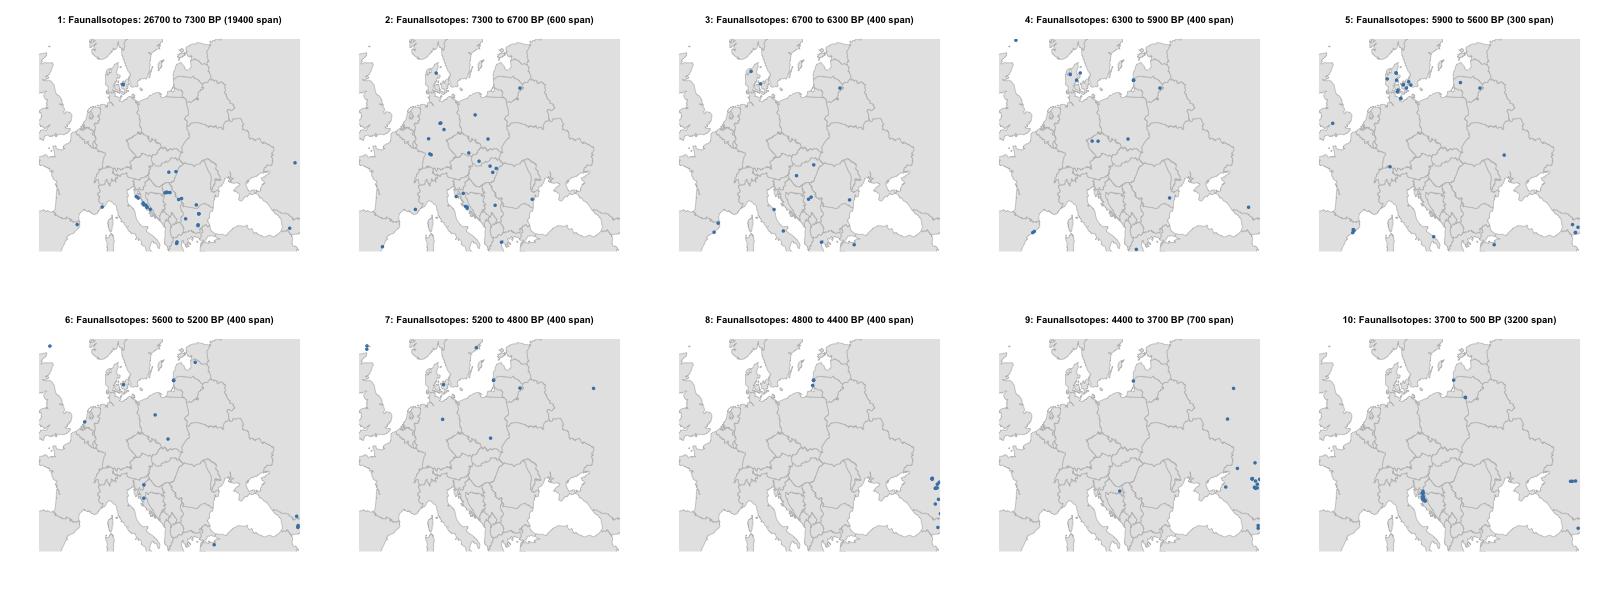 1: FaunalIsotopes: 26700 to 7300 BP (19400 span)
2: FaunalIsotopes: 7300 to 6700 BP (600 span)
3: FaunalIsotopes: 6700 to 6300 BP (400 span)
4: FaunalIsotopes: 6300 to 5900 BP (400 span)
5: FaunalIsotopes: 5900 to 5600 BP (300 span)
6: FaunalIsotopes: 5600 to 5200 BP (400 span)
7: FaunalIsotopes: 5200 to 4800 BP (400 span)
8: FaunalIsotopes: 4800 to 4400 BP (400 span)
9: FaunalIsotopes: 4400 to 3700 BP (700 span)
10: FaunalIsotopes: 3700 to 500 BP (3200 span)